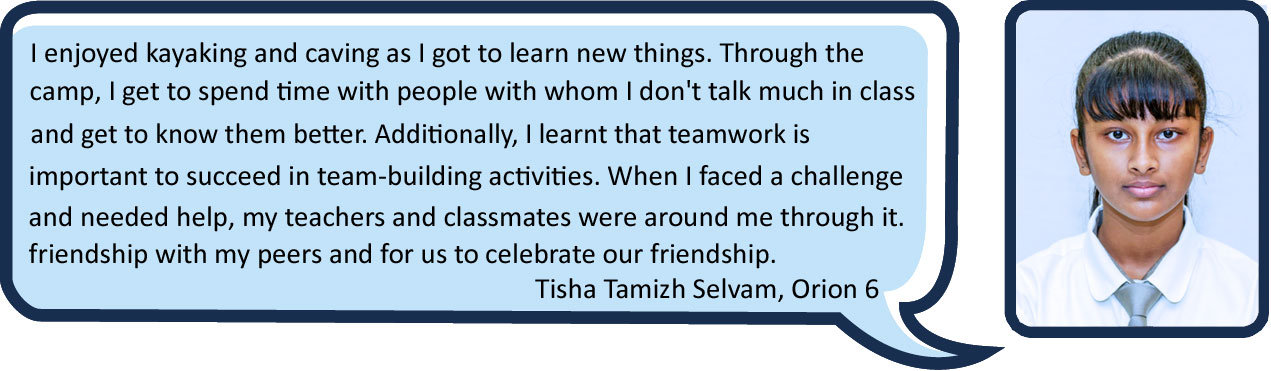 I enjoyed kayaking and caving as I got to learn new things. Through the
camp, I get to spend time with people with whom I don't talk much in class
and get to know them better. Additionally, I learnt that teamwork is
important to succeed in team-building activities. When I faced a challenge
and needed help, my teachers and classmates were around me through it.
friendship with my peers and for us to celebrate our friendship.
Tisha Tamizh Selvam, Orion 6